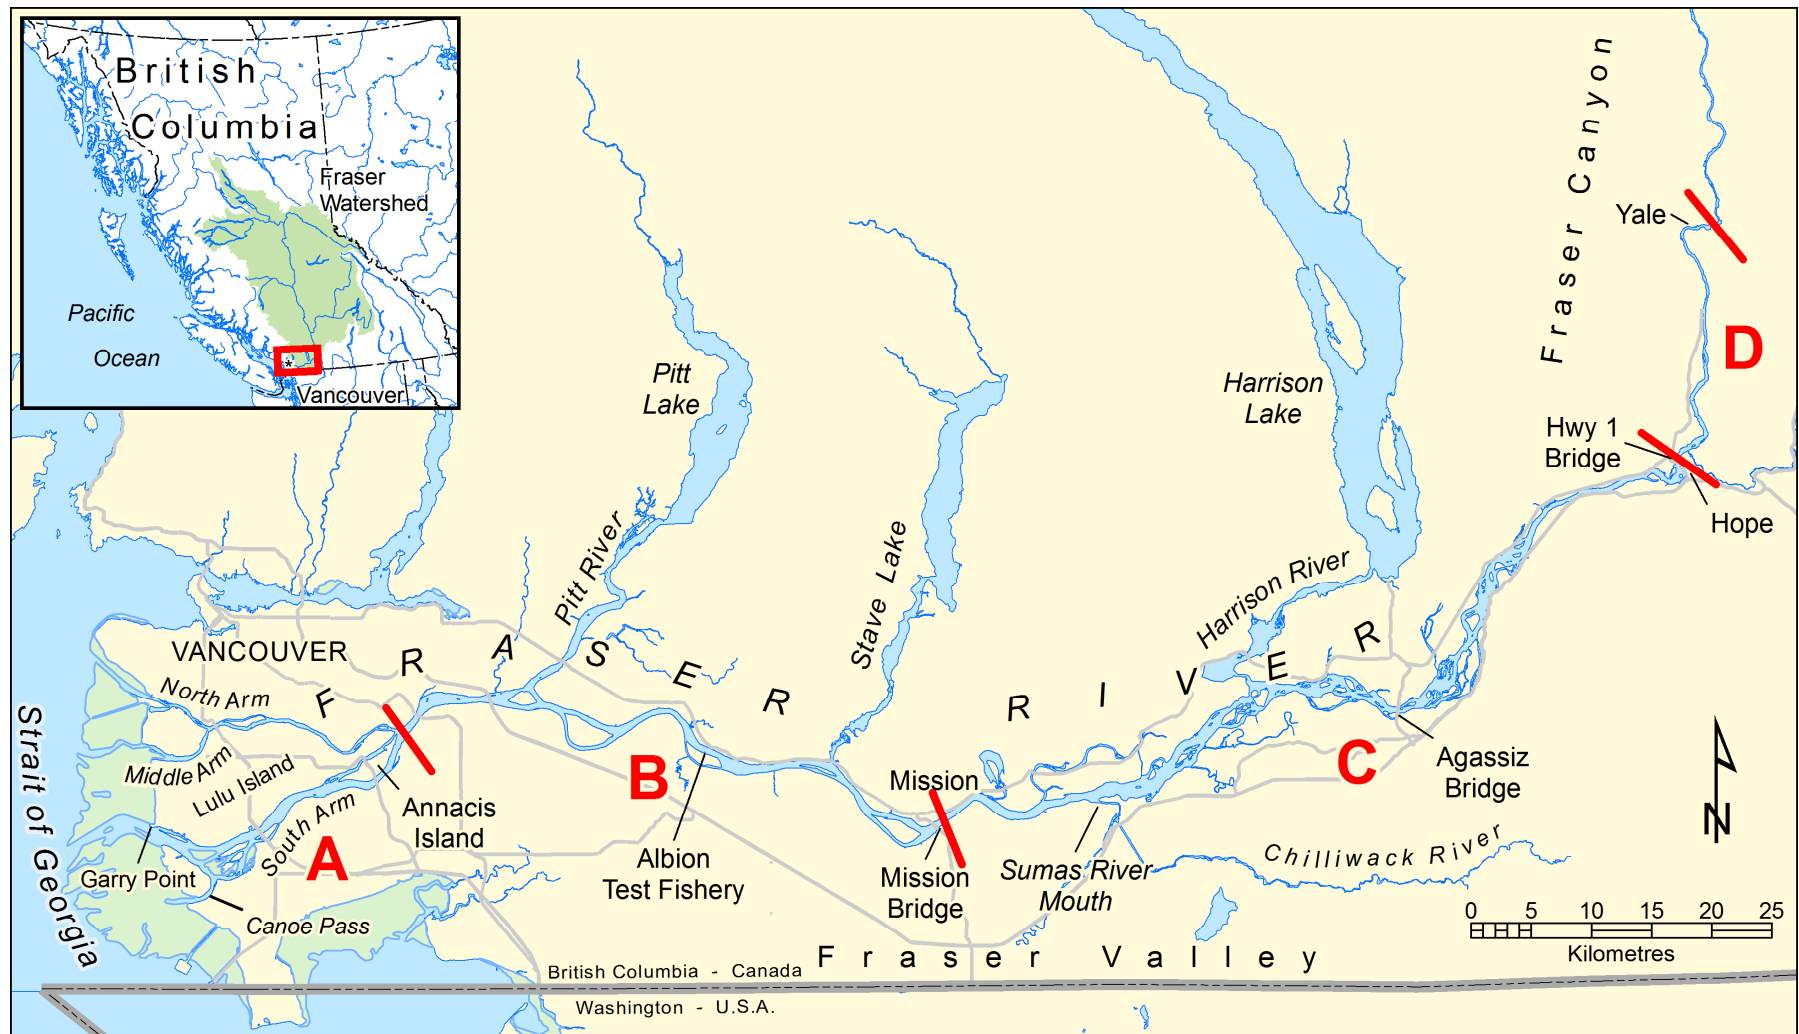 British
Columbia
Fraser
Watershed
Pacific
Ocean
*
Vancouver
Fraser Canyon
Yale
D
Pitt
Lake
Harrison
Lake
Hwy 1
Bridge
Hope
Pitt River
Stave Lake
Harrison River
VANCOUVER
FRASER RIVER
North Arm
Middle Arm
Lulu Island
South Arm
Strait of Georgia
Annacis
Island
A
B
C
Garry Point
Canoe Pass
Albion
Test Fishery
Mission
Mission
Bridge
Sumas River
Mouth
Agassiz
Bridge
Chilliwack River
N
0 5 10 15 20 25
Kilometres
Fraser Valley
British Columbia - Canada
Washington - U.S.A.